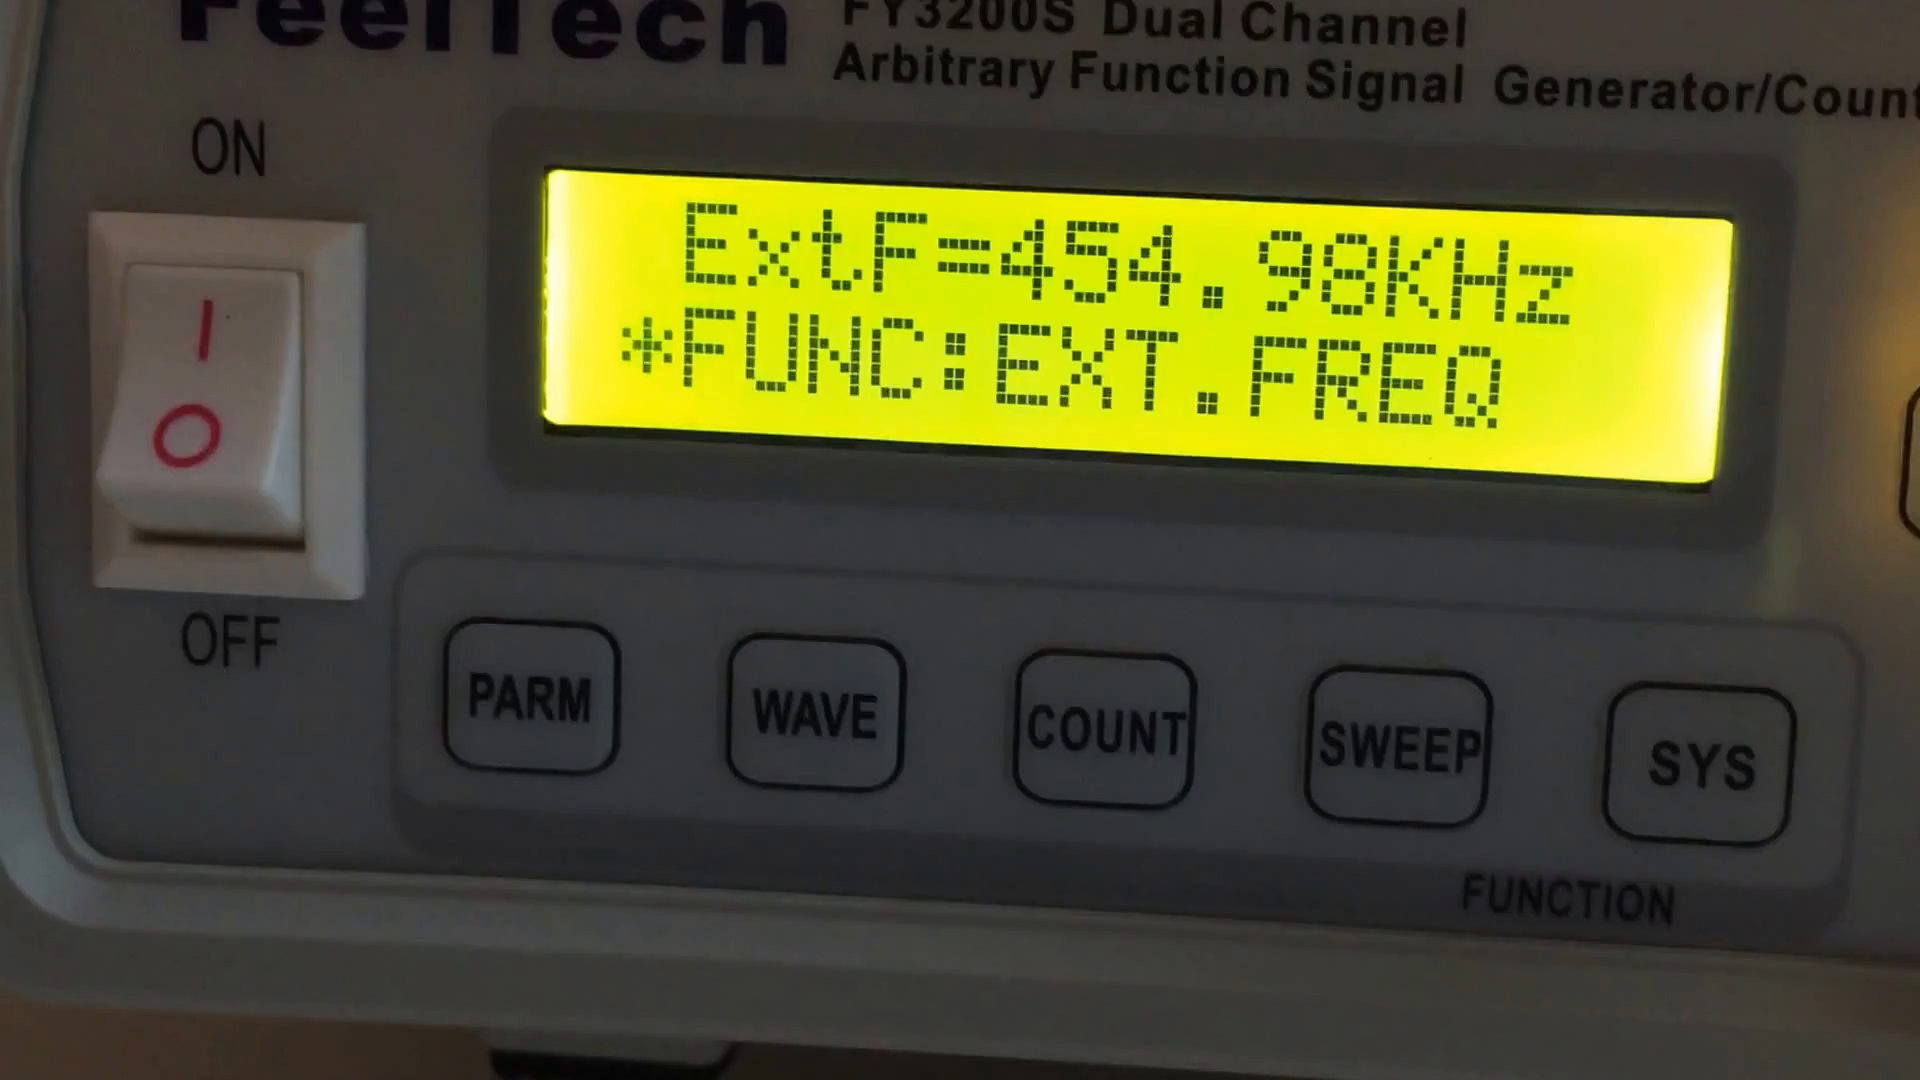 FeelTech
FY3200S Dual Channel
Arbitrary Function Signal Generator/Count
ON
ExtF=454.98KHz
*FUNC:EXT.FREQ
OFF
PARM
WAVE
COUNT
SWEEP
SYS
FUNCTION